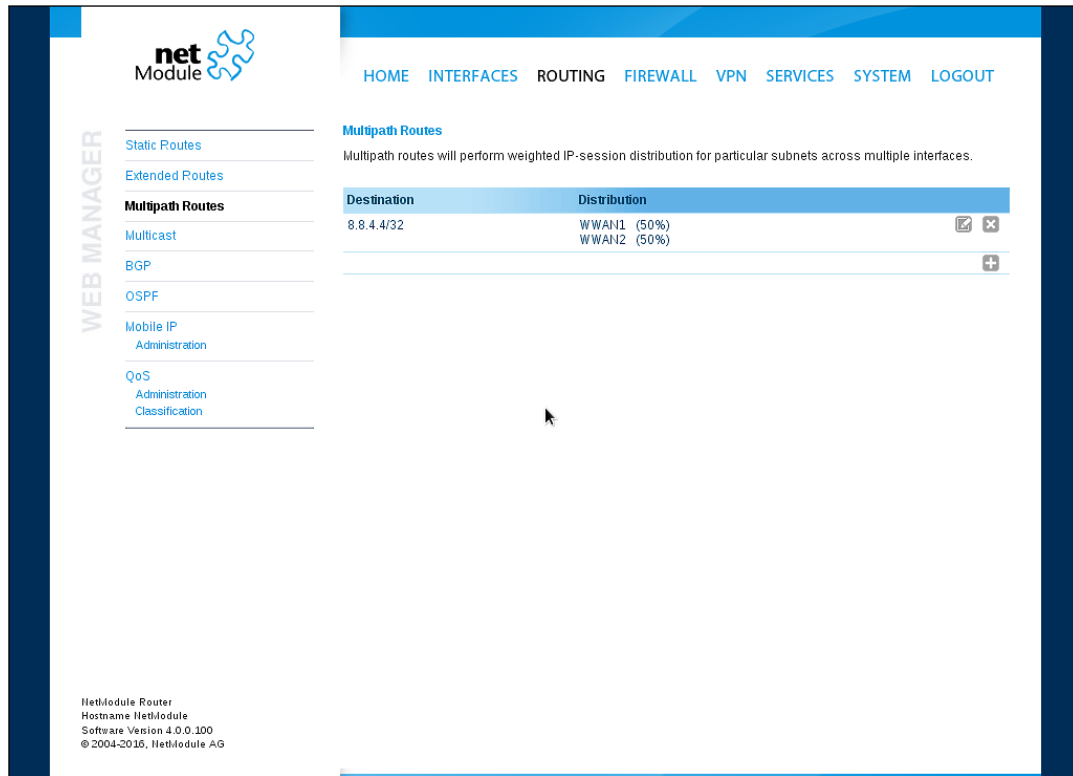 net
Module
HOME INTERFACES ROUTING FIREWALL VPN SERVICES SYSTEM LOGOUT
WEB MANAGER
Static Routes
Extended Routes
Multipath Routes
Multicast
BGP
OSPF
Mobile IP
Administration
QoS
Administration
Classification
Multipath Routes
Multipath routes will perform weighted IP-session distribution for particular subnets across multiple interfaces.
Destination Distribution
8.8.4.4/32 WWAN1 (50%)
WWAN2 (50%)
NetModule Router
Hostname NetModule
Software Version 4.0.0.100
© 2004-2016, NetModule AG